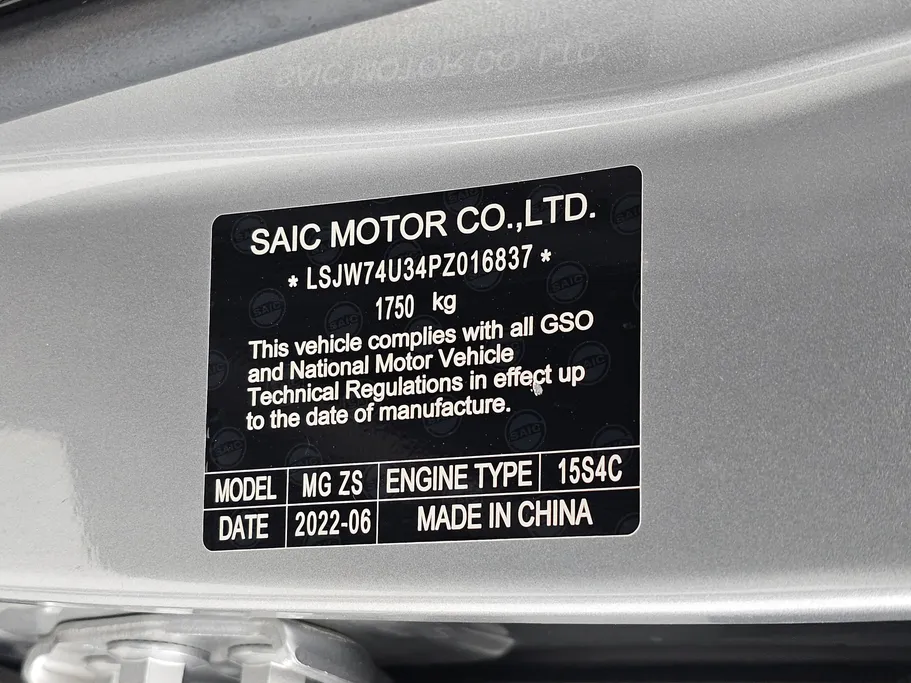 SAIC MOTOR CO.,LTD.
* LSJW74U34PZ016837 *
1750 kg
This vehicle complies with all GSO
and National Motor Vehicle
Technical Regulations in effect up
to the date of manufacture.
MODEL MG ZS ENGINE TYPE 15S4C
DATE 2022-06 MADE IN CHINA